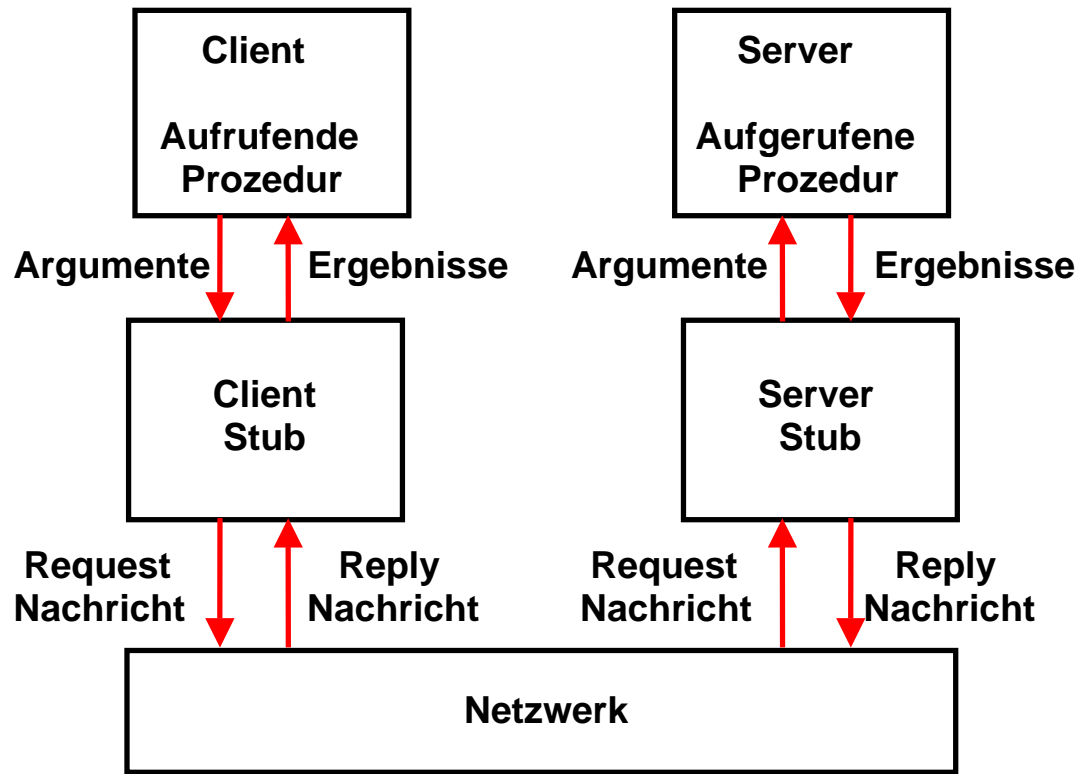 Client
Aufrufende
Prozedur
Server
Aufgerufene
Prozedur
Argumente
Ergebnisse
Argumente
Ergebnisse
Client
Stub
Server
Stub
Request
Nachricht
Reply
Nachricht
Request
Nachricht
Reply
Nachricht
Netzwerk